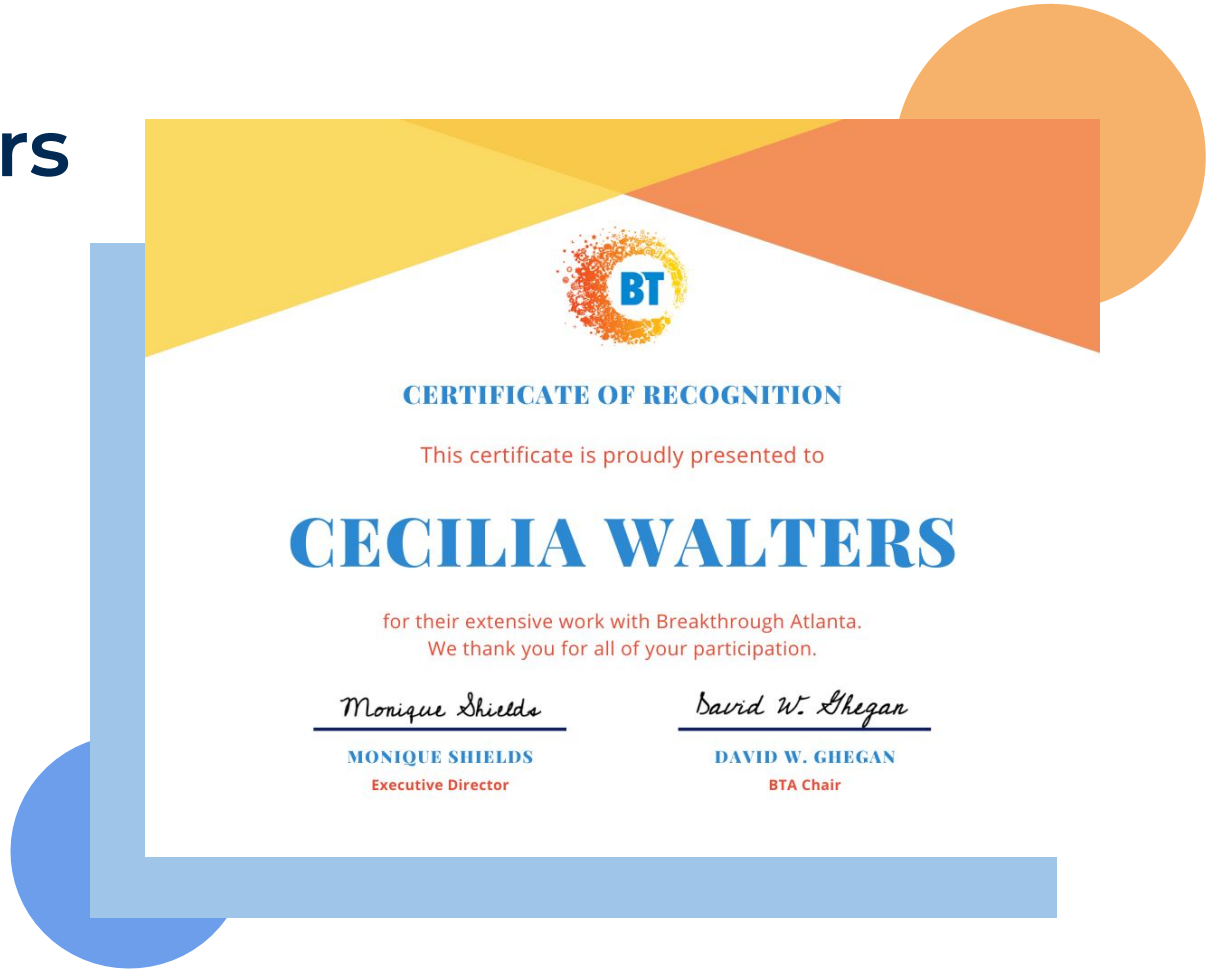 rs
BT
CERTIFICATE OF RECOGNITION
This certificate is proudly presented to
CECILIA WALTERS
for their extensive work with Breakthrough Atlanta.
We thank you for all of your participation.
Monique Shields
David W. Ghegan
MONIQUE SHIELDS
DAVID W. GHEGAN
Executive Director
BTA Chair